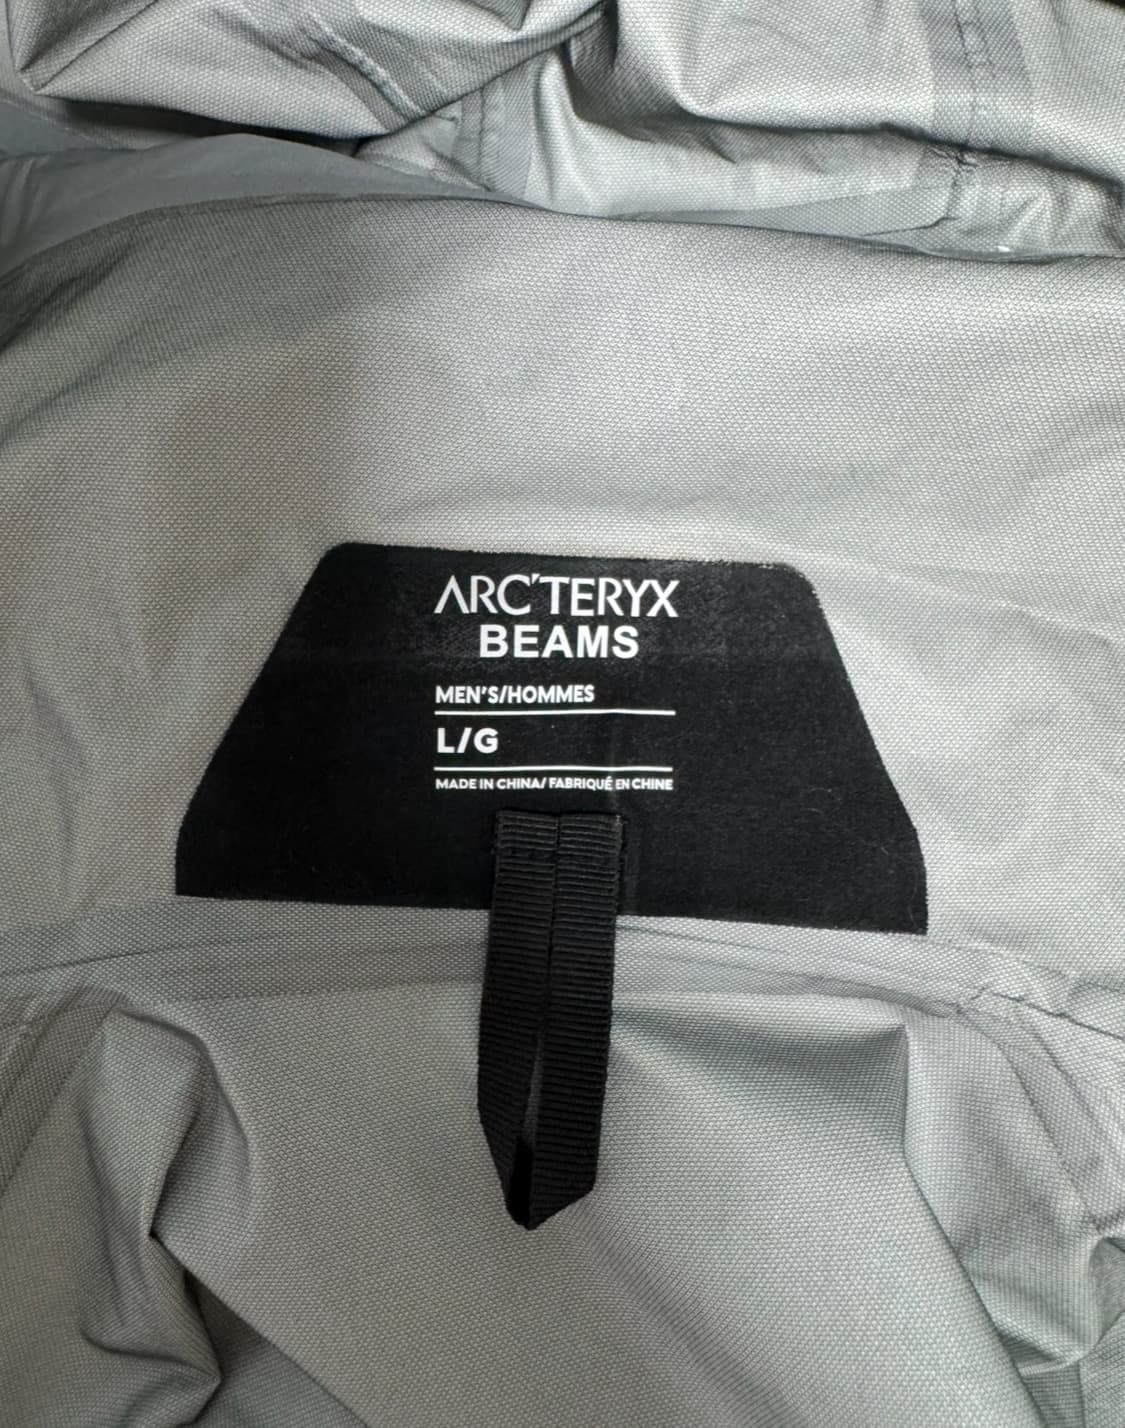 ARC'TERYX
BEAMS
MEN'S/HOMMES
L/G
MADE IN CHINA/ FABRIQUÉ EN CHINE